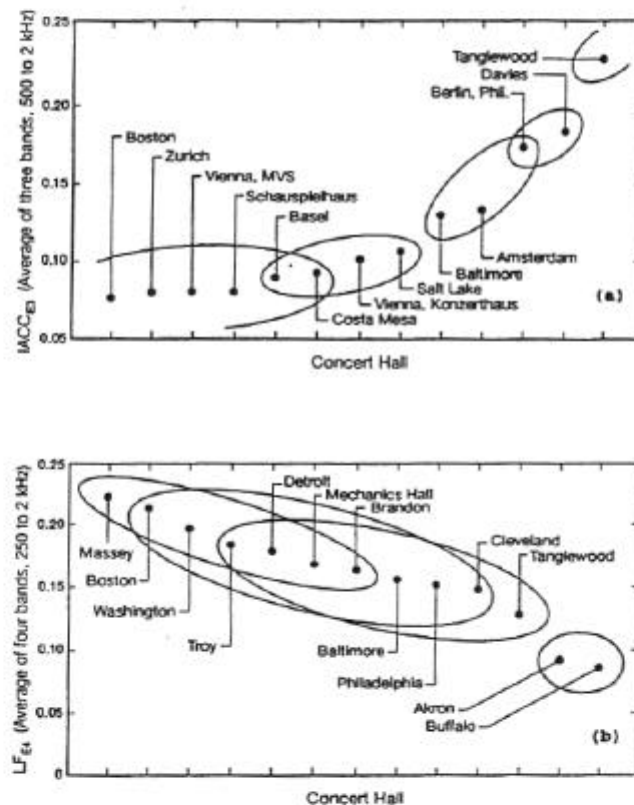 IACC_E3 (Average of three bands, 500 to 2 kHz)
0.20
0.15
0.10
0.05
Tanglewood
Davies
Berlin, Phil.
Boston
Zurich
Vienna, MVS
Schauspielhaus
Basel
Amsterdam
Baltimore
Salt Lake
Vienna, Konzerthaus
Costa Mesa
(a)
Concert Hall
LF_E4 (Average of four bands, 250 to 2 kHz)
0.25
0.20
0.15
0.10
0.05
0
Detroit
Mechanics Hall
Brandon
Cleveland
Tanglewood
Massey
Boston
Washington
Troy
Baltimore
Philadelphia
Akron
Buffalo
(b)
Concert Hall